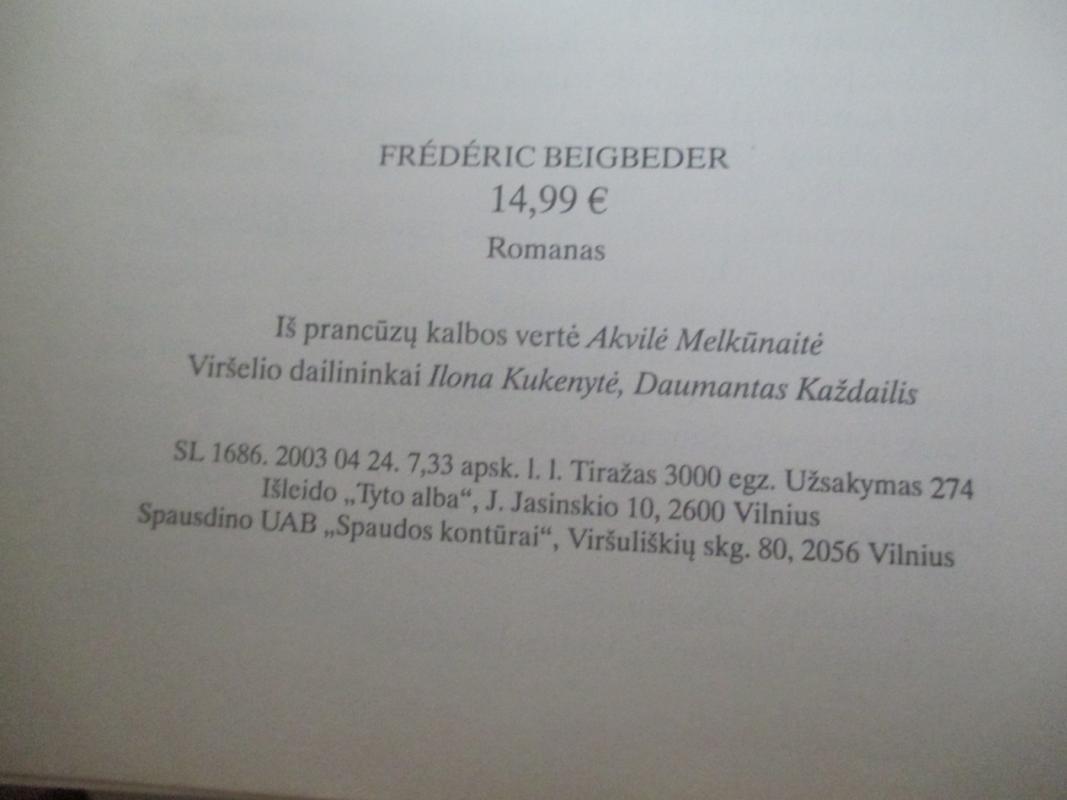 FRÉDÉRIC BEIGBEDER
14,99 €
Romanas
Iš prancūzų kalbos vertė Akvilė Melkūnaitė
Viršelio dailininkai Ilona Kukenytė, Daumantas Každailis
SL 1686. 2003 04 24. 7,33 apsk. l. l. Tiražas 3000 egz. Užsakymas 274
Išleido „Tyto alba“, J. Jasinskio 10, 2600 Vilnius
Spausdino UAB „Spaudos kontūrai“, Viršuliškių skg. 80, 2056 Vilnius